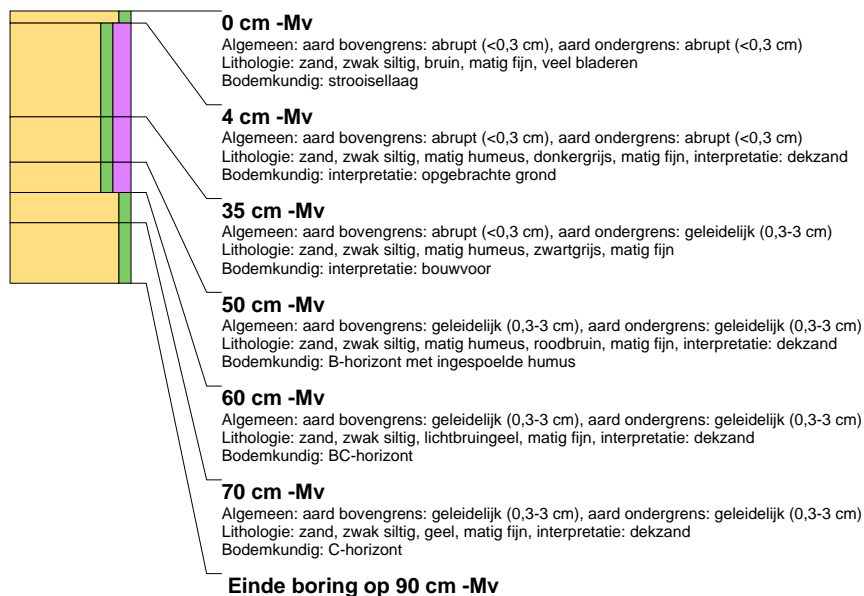 0 cm -Mv
Algemeen: aard bovengrens: abrupt (<0,3 cm), aard ondergrens: abrupt (<0,3 cm)
Lithologie: zand, zwak siltig, bruin, matig fijn, veel bladeren
Bodemkundig: strooisellaag
4 cm -Mv
Algemeen: aard bovengrens: abrupt (<0,3 cm), aard ondergrens: abrupt (<0,3 cm)
Lithologie: zand, zwak siltig, matig humeus, donkergrijs, matig fijn, interpretatie: dekzand
Bodemkundig: interpretatie: opgebrachte grond
35 cm -Mv
Algemeen: aard bovengrens: abrupt (<0,3 cm), aard ondergrens: geleidelijk (0,3-3 cm)
Lithologie: zand, zwak siltig, matig humeus, zwartgrijs, matig fijn
Bodemkundig: interpretatie: bouwvoor
50 cm -Mv
Algemeen: aard bovengrens: geleidelijk (0,3-3 cm), aard ondergrens: geleidelijk (0,3-3 cm)
Lithologie: zand, zwak siltig, matig humeus, roodbruin, matig fijn, interpretatie: dekzand
Bodemkundig: B-horizont met ingespoelde humus
60 cm -Mv
Algemeen: aard bovengrens: geleidelijk (0,3-3 cm), aard ondergrens: geleidelijk (0,3-3 cm)
Lithologie: zand, zwak siltig, lichtbruingeel, matig fijn, interpretatie: dekzand
Bodemkundig: BC-horizont
70 cm -Mv
Algemeen: aard bovengrens: geleidelijk (0,3-3 cm), aard ondergrens: geleidelijk (0,3-3 cm)
Lithologie: zand, zwak siltig, geel, matig fijn, interpretatie: dekzand
Bodemkundig: C-horizont
Einde boring op 90 cm -Mv